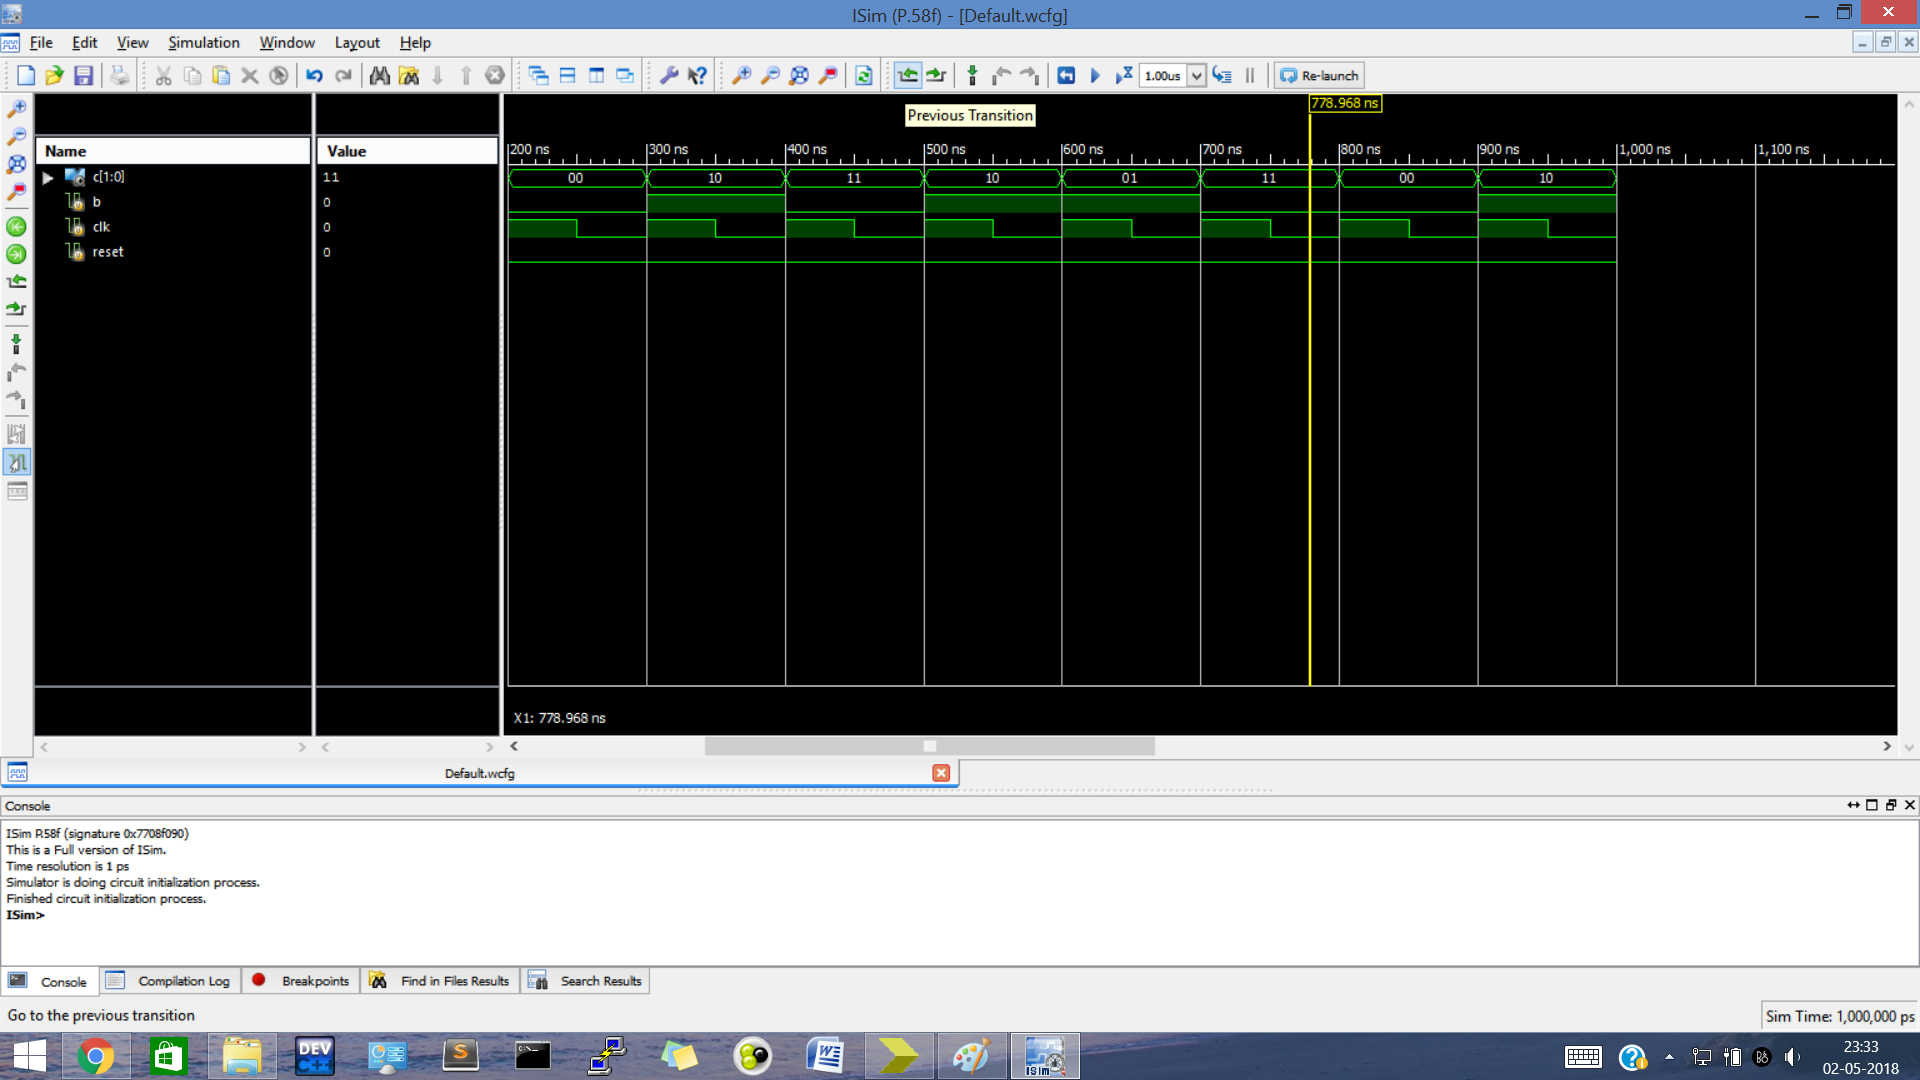 ISim (P.58f) - [Default.wcfg]
File Edit View Simulation Window Layout Help
1.00us Re-launch
778.968 ns
Previous Transition
Name Value
200 ns 300 ns 400 ns 500 ns 600 ns 700 ns 800 ns 900 ns 1,000 ns 1,100 ns
c[1:0] 11 00 10 11 10 01 11 00 10
b 0
clk 0
reset 0
X1: 778.968 ns
Default.wcfg
Console
ISim P.58f (signature 0x7708f090)
This is a Full version of ISim.
Time resolution is 1 ps
Simulator is doing circuit initialization process.
Finished circuit initialization process.
ISim>
Console Compilation Log Breakpoints Find in Files Results Search Results
Go to the previous transition
Sim Time: 1,000,000 ps
DEV C++
ISim
23:33
02-05-2018